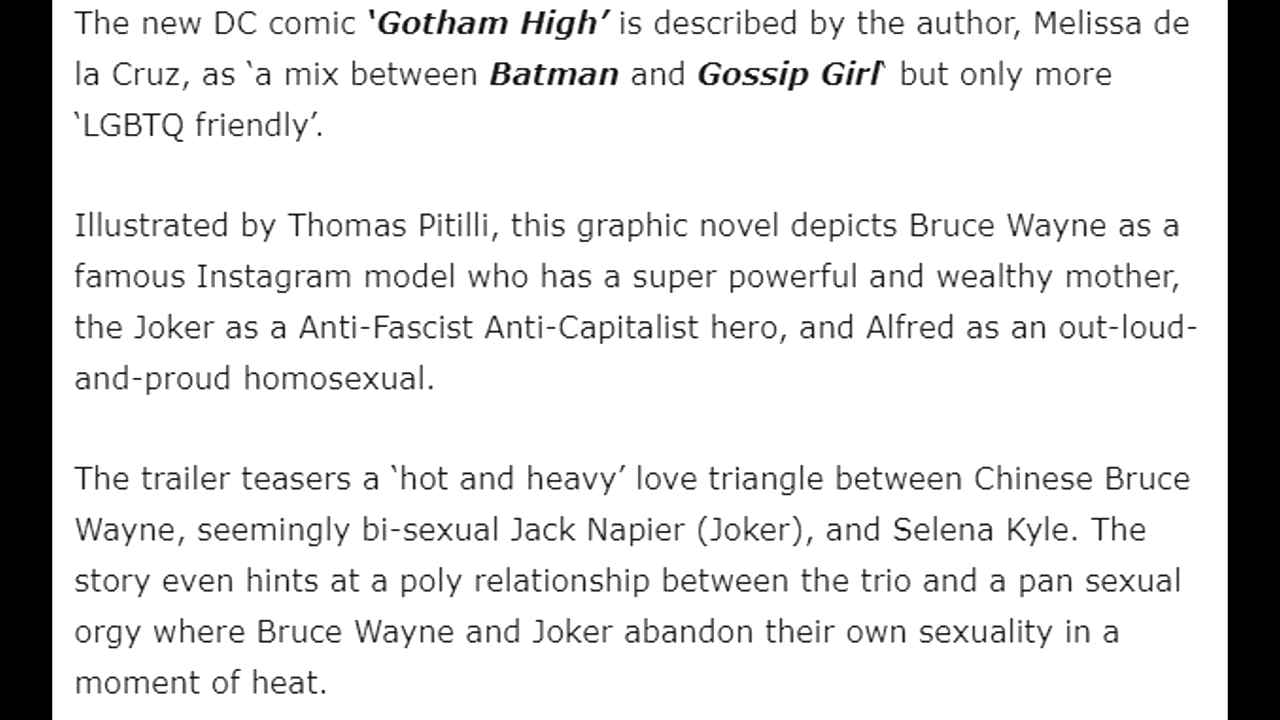 The new DC comic ‘Gotham High’ is described by the author, Melissa de
la Cruz, as ‘a mix between Batman and Gossip Girl’ but only more
‘LGBTQ friendly’.
Illustrated by Thomas Pitilli, this graphic novel depicts Bruce Wayne as a
famous Instagram model who has a super powerful and wealthy mother,
the Joker as a Anti-Fascist Anti-Capitalist hero, and Alfred as an out-loud-
and-proud homosexual.
The trailer teasers a ‘hot and heavy’ love triangle between Chinese Bruce
Wayne, seemingly bi-sexual Jack Napier (Joker), and Selena Kyle. The
story even hints at a poly relationship between the trio and a pan sexual
orgy where Bruce Wayne and Joker abandon their own sexuality in a
moment of heat.